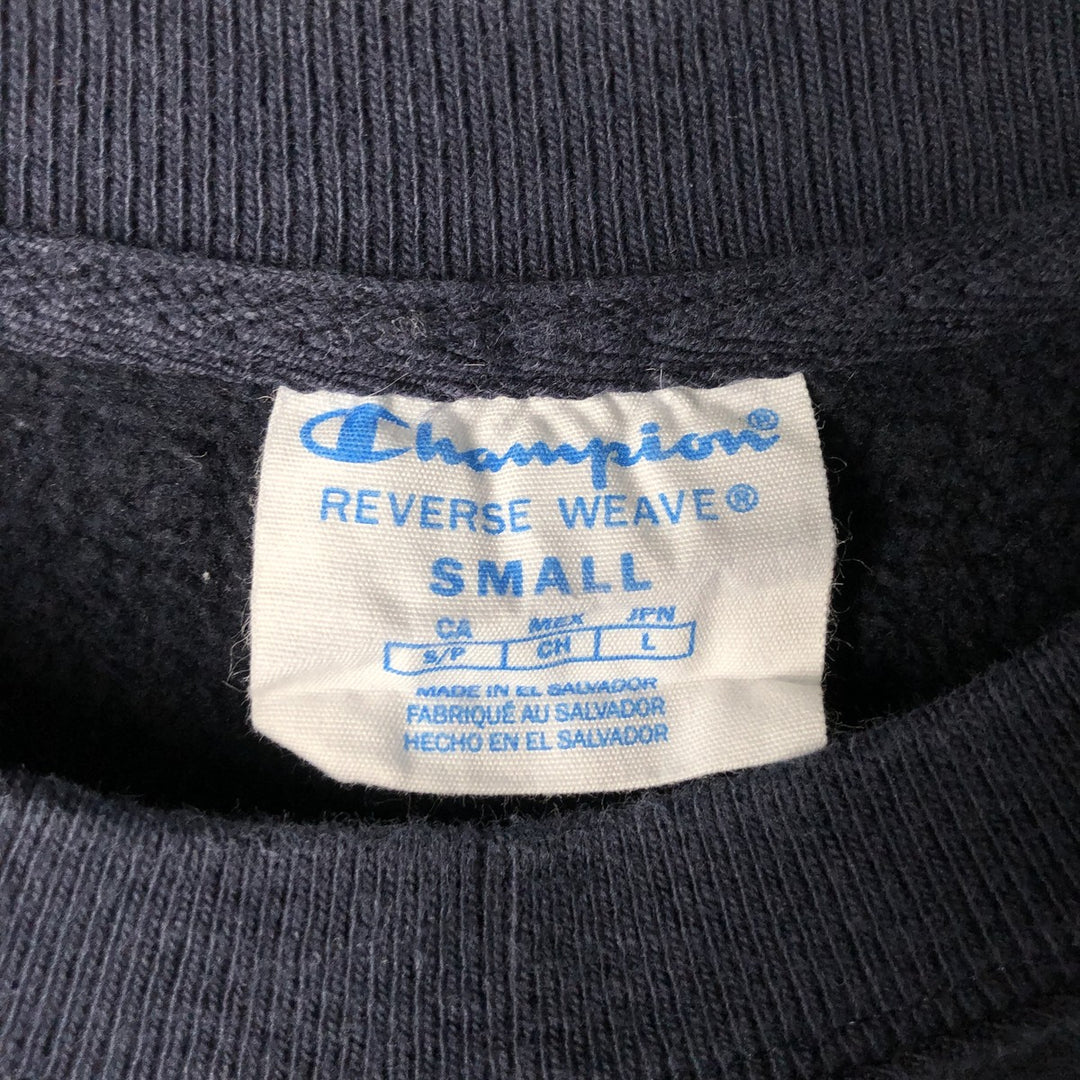 Champion®
REVERSE WEAVE®
SMALL
CA MEX JPN
S/P CH L
MADE IN EL SALVADOR
FABRIQUÉ AU SALVADOR
HECHO EN EL SALVADOR